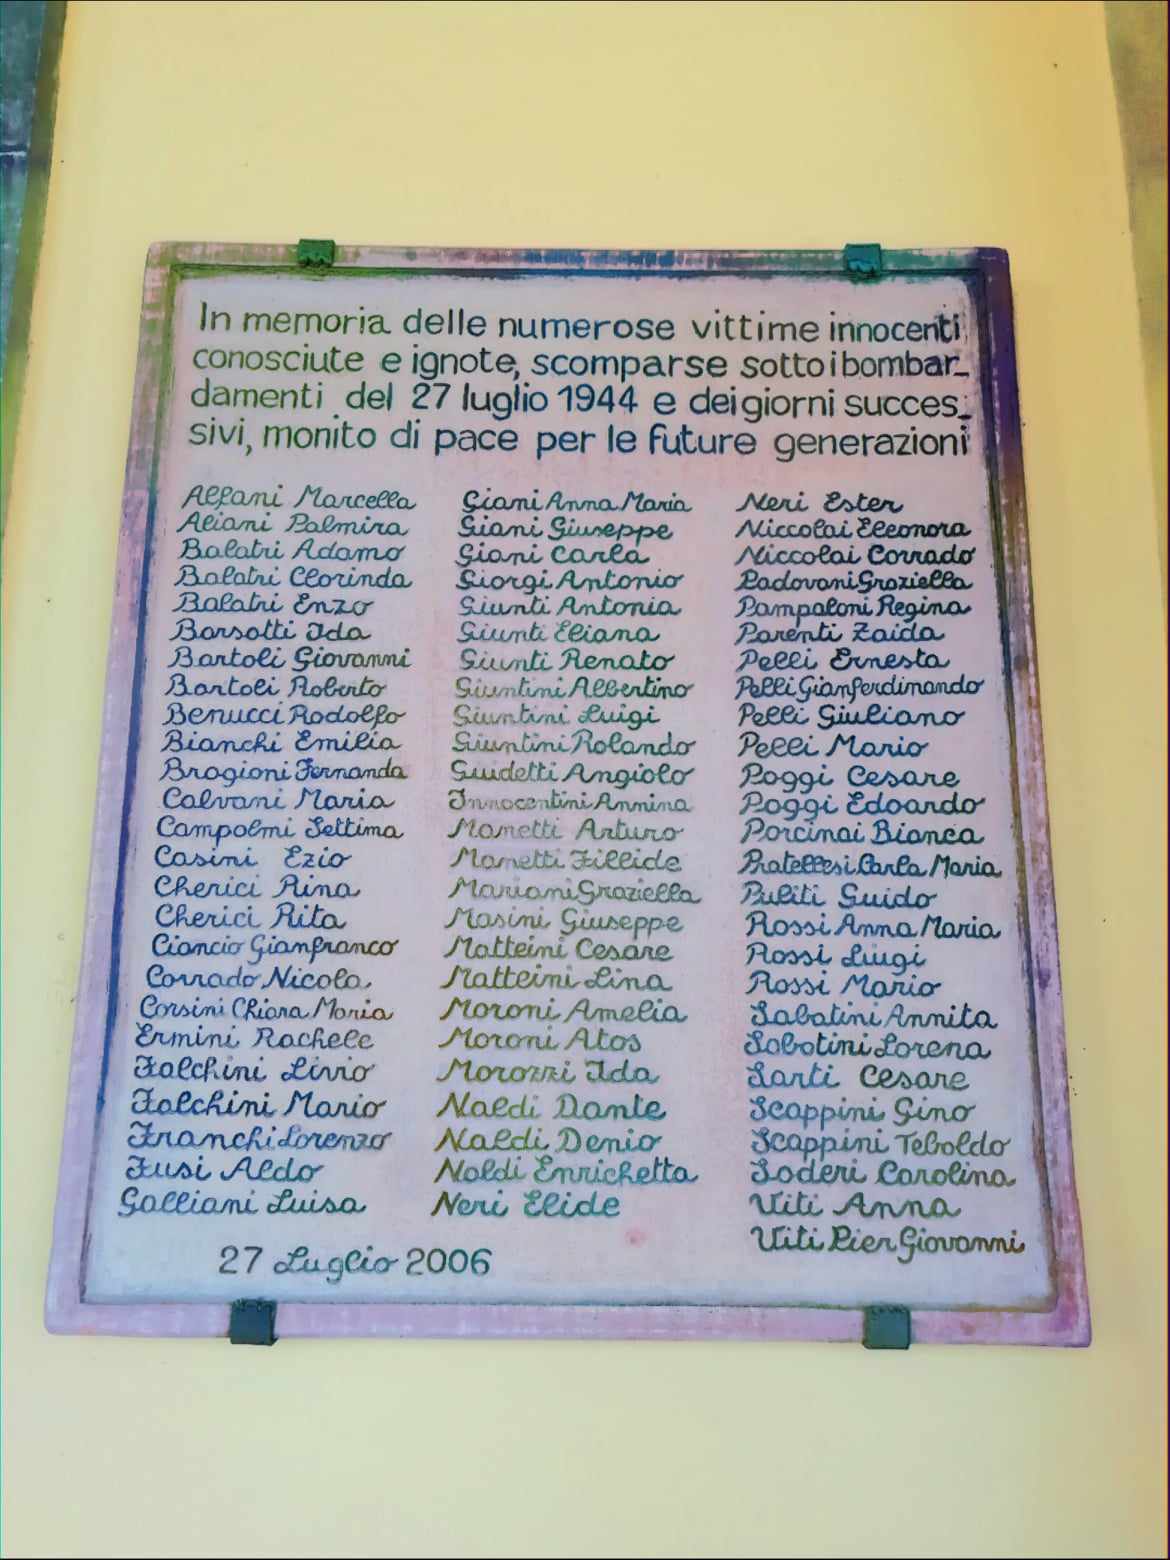 In memoria delle numerose vittime innocenti,
conosciute e ignote, scomparse sotto i bombar-
damenti del 27 luglio 1944 e dei giorni succes-
sivi, monito di pace per le future generazioni
Alfani Marcella
Aliani Palmira
Balatri Adamo
Balatri Clorinda
Balatri Enzo
Barsotti Ida
Bartoli Giovanni
Bartoli Roberto
Benucci Rodolfo
Bianchi Emilia
Bragioni Fernanda
Calvani Maria
Campolmi Settima
Casini Ezio
Cherici Rina
Cherici Rita
Ciancio Gianfranco
Corrado Nicola
Corsini Chiara Maria
Ermini Rachele
Falchini Livio
Falchini Mario
Franchi Lorenzo
Fusi Aldo
Galliani Luisa
Giani Anna Maria
Giani Giuseppe
Giani Carla
Giorgi Antonio
Giunti Antonia
Giunti Eliana
Giunti Renato
Giuntini Albertino
Giuntini Luigi
Giuntini Rolando
Guidetti Angiolo
Innocentini Annina
Manetti Arturo
Manetti Fillide
Mariani Graziella
Masini Giuseppe
Matteini Cesare
Matteini Lina
Moroni Amelia
Moroni Atos
Morozzi Ida
Naldi Dante
Naldi Denio
Naldi Enrichetta
Neri Elide
Neri Ester
Niccolai Eleonora
Niccolai Corrado
Padovani Graziella
Pampaloni Regina
Parenti Zaida
Pelli Ernesta
Pelli Gianferdinando
Pelli Giuliano
Pelli Mario
Poggi Cesare
Poggi Edoardo
Porcinai Bianca
Pratellesi Carla Maria
Puliti Guido
Rossi Anna Maria
Rossi Luigi
Rossi Mario
Sabatini Annita
Sabatini Lorena
Sarti Cesare
Scappini Gino
Scappini Teboldo
Soderi Carolina
Viti Anna
Viti Pier Giovanni
27 Luglio 2006